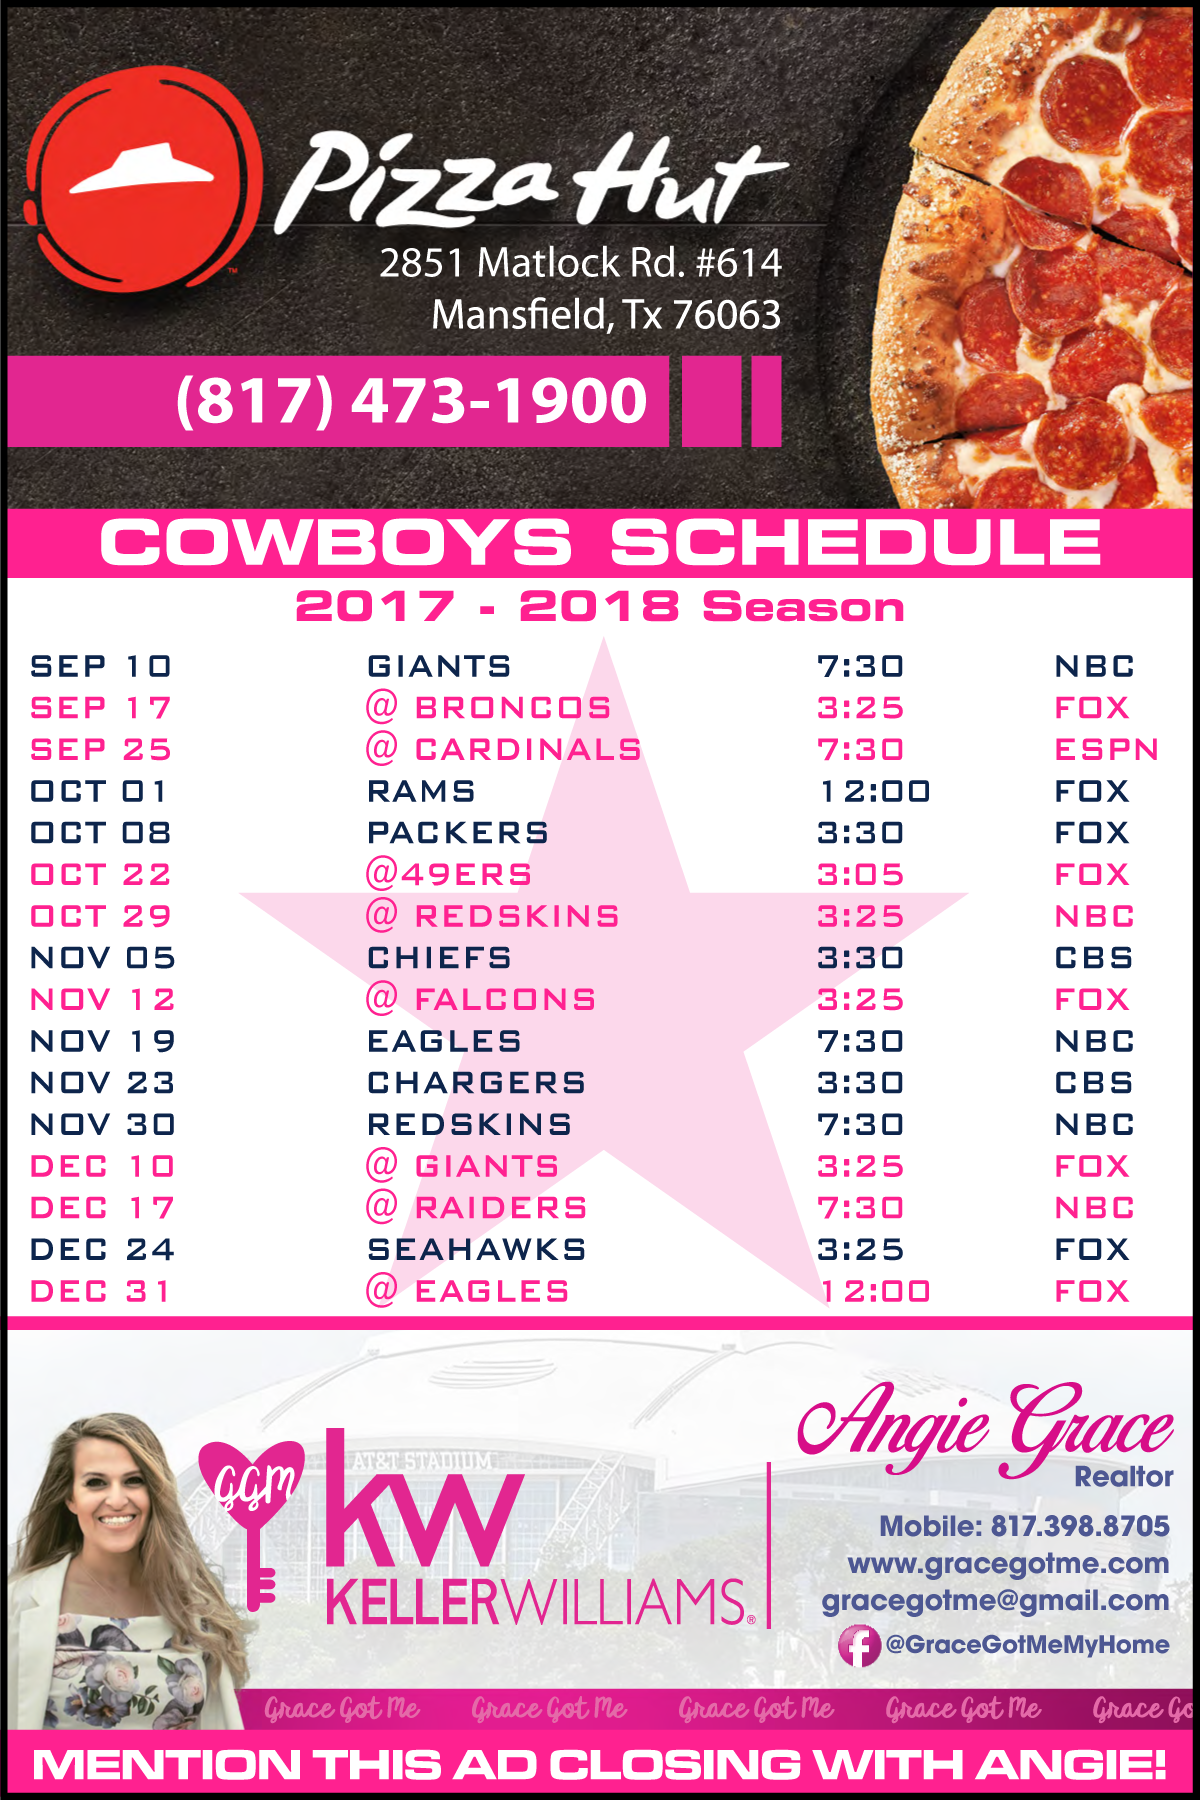 Pizza Hut
™
2851 Matlock Rd. #614
Mansfield, Tx 76063
(817) 473-1900
COWBOYS SCHEDULE
2017 - 2018 Season
SEP 10 GIANTS 7:30 NBC
SEP 17 @ BRONCOS 3:25 FOX
SEP 25 @ CARDINALS 7:30 ESPN
OCT 01 RAMS 12:00 FOX
OCT 08 PACKERS 3:30 FOX
OCT 22 @49ERS 3:05 FOX
OCT 29 @ REDSKINS 3:25 NBC
NOV 05 CHIEFS 3:30 CBS
NOV 12 @ FALCONS 3:25 FOX
NOV 19 EAGLES 7:30 NBC
NOV 23 CHARGERS 3:30 CBS
NOV 30 REDSKINS 7:30 NBC
DEC 10 @ GIANTS 3:25 FOX
DEC 17 @ RAIDERS 7:30 NBC
DEC 24 SEAHAWKS 3:25 FOX
DEC 31 @ EAGLES 12:00 FOX
GGM
AT&T STADIUM
kw
KELLERWILLIAMS®
Angie Grace
Realtor
Mobile: 817.398.8705
www.gracegotme.com
gracegotme@gmail.com
f @GraceGotMeMyHome
Grace Got Me Grace Got Me Grace Got Me Grace Got Me Grace Go
MENTION THIS AD CLOSING WITH ANGIE!